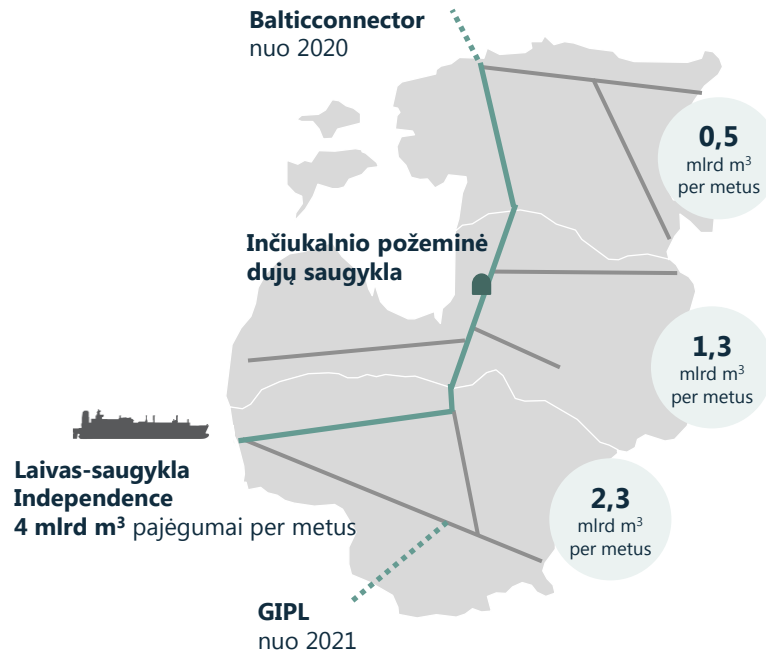 Balticconnector
nuo 2020
0,5
mlrd m³
per metus
Inčiukalnio požeminė
dujų saugykla
1,3
mlrd m³
per metus
Laivas-saugykla
Independence
4 mlrd m³ pajėgumai per metus
2,3
mlrd m³
per metus
GIPL
nuo 2021